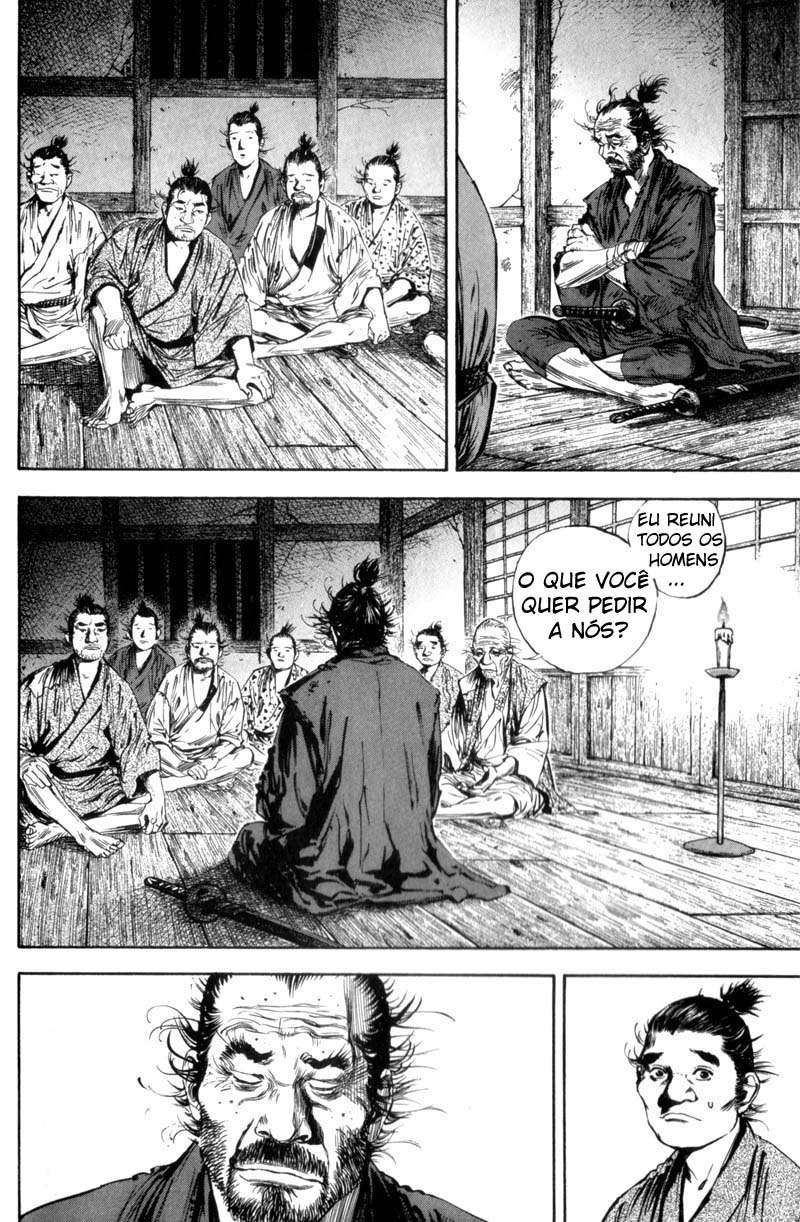 EU REUNI
TODOS OS
HOMENS
...
O QUE VOCÊ
QUER PEDIR
A NÓS?